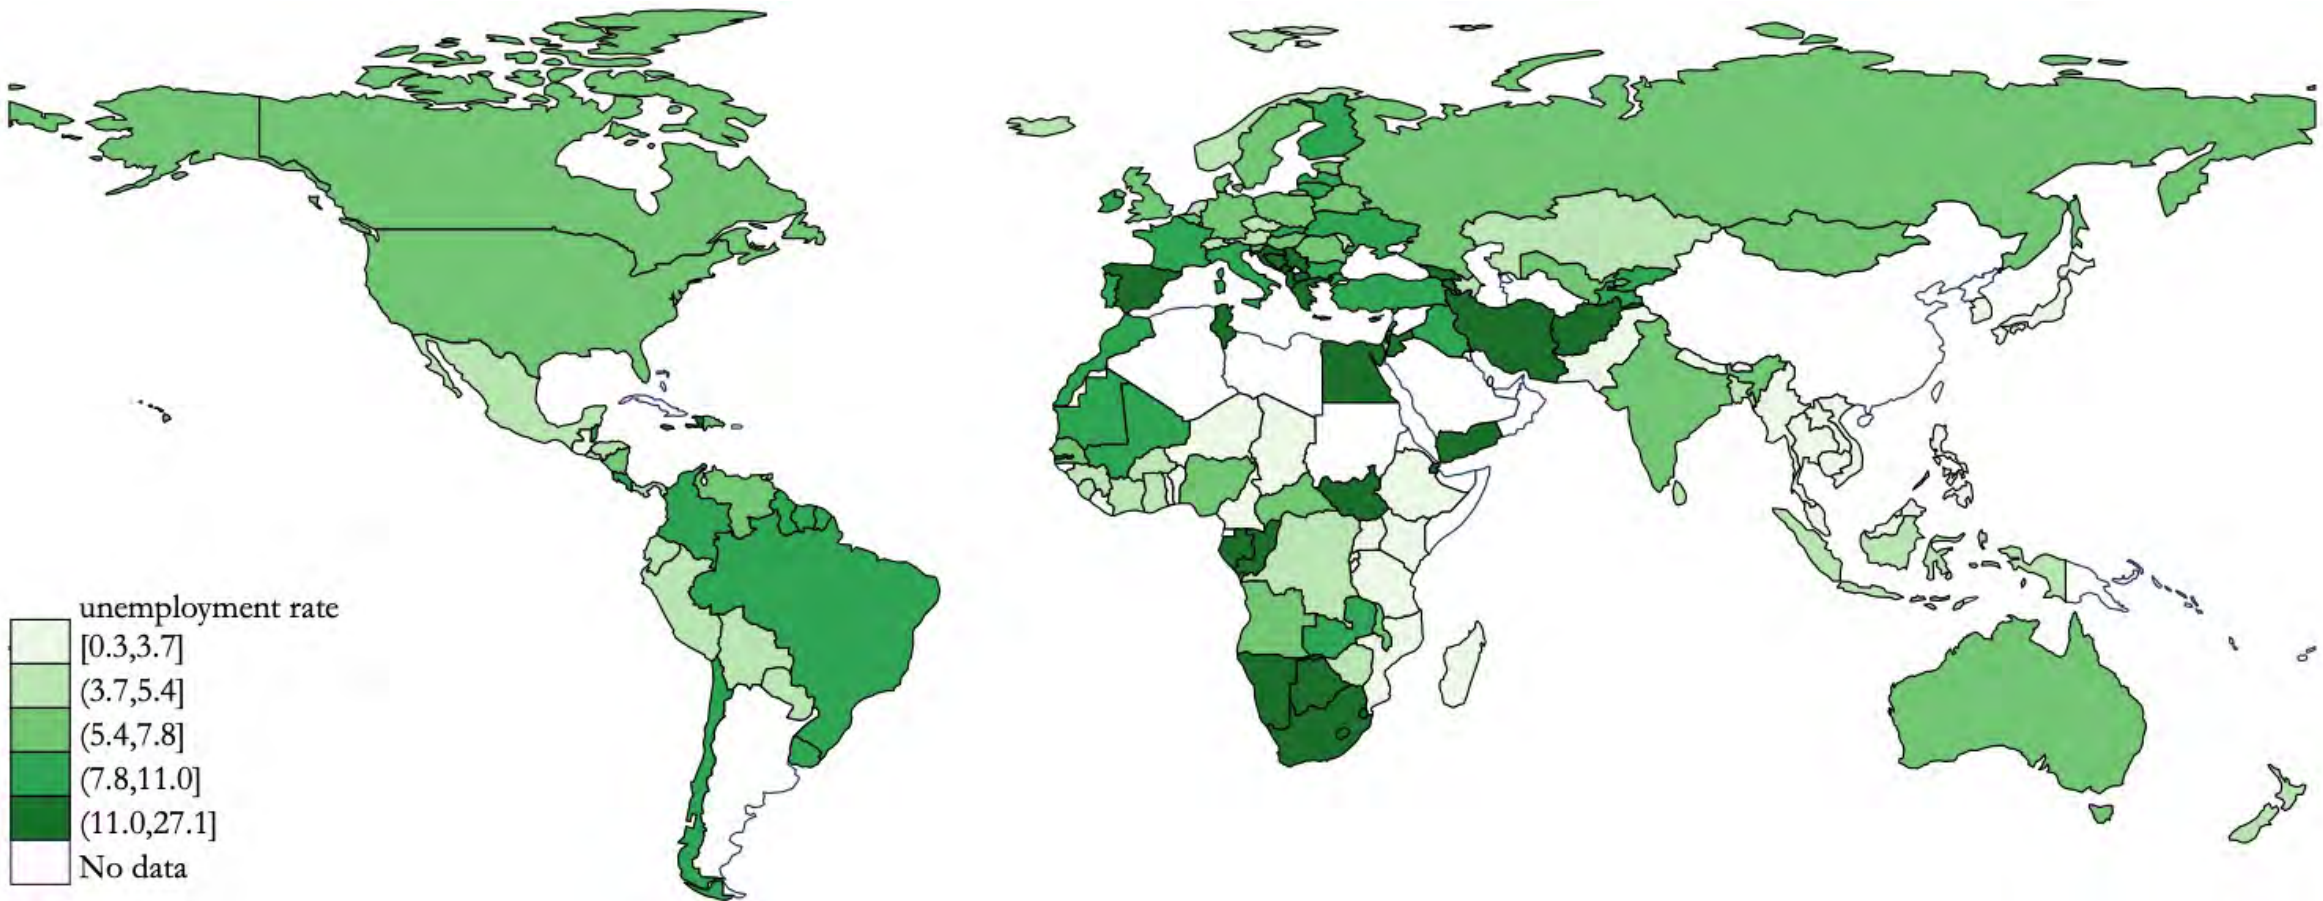 unemployment rate
[0.3,3.7]
(3.7,5.4]
(5.4,7.8]
(7.8,11.0]
(11.0,27.1]
No data